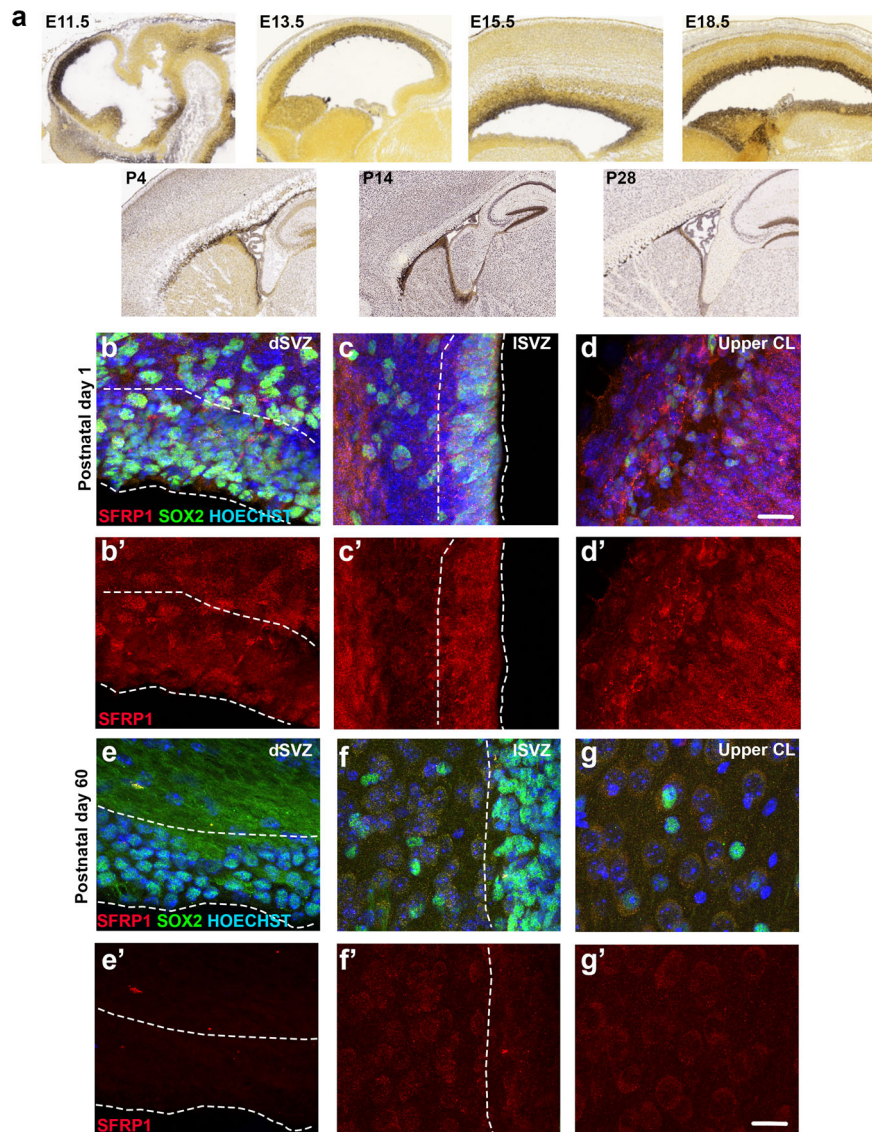 a
E11.5 E13.5 E15.5 E18.5
P4 P14 P28
Postnatal day 1
b dSVZ
c lSVZ
d Upper CL
SFRP1 SOX2 HOECHST
b' c' d'
SFRP1
Postnatal day 60
e dSVZ
f lSVZ
g Upper CL
SFRP1 SOX2 HOECHST
e' f' g'
SFRP1